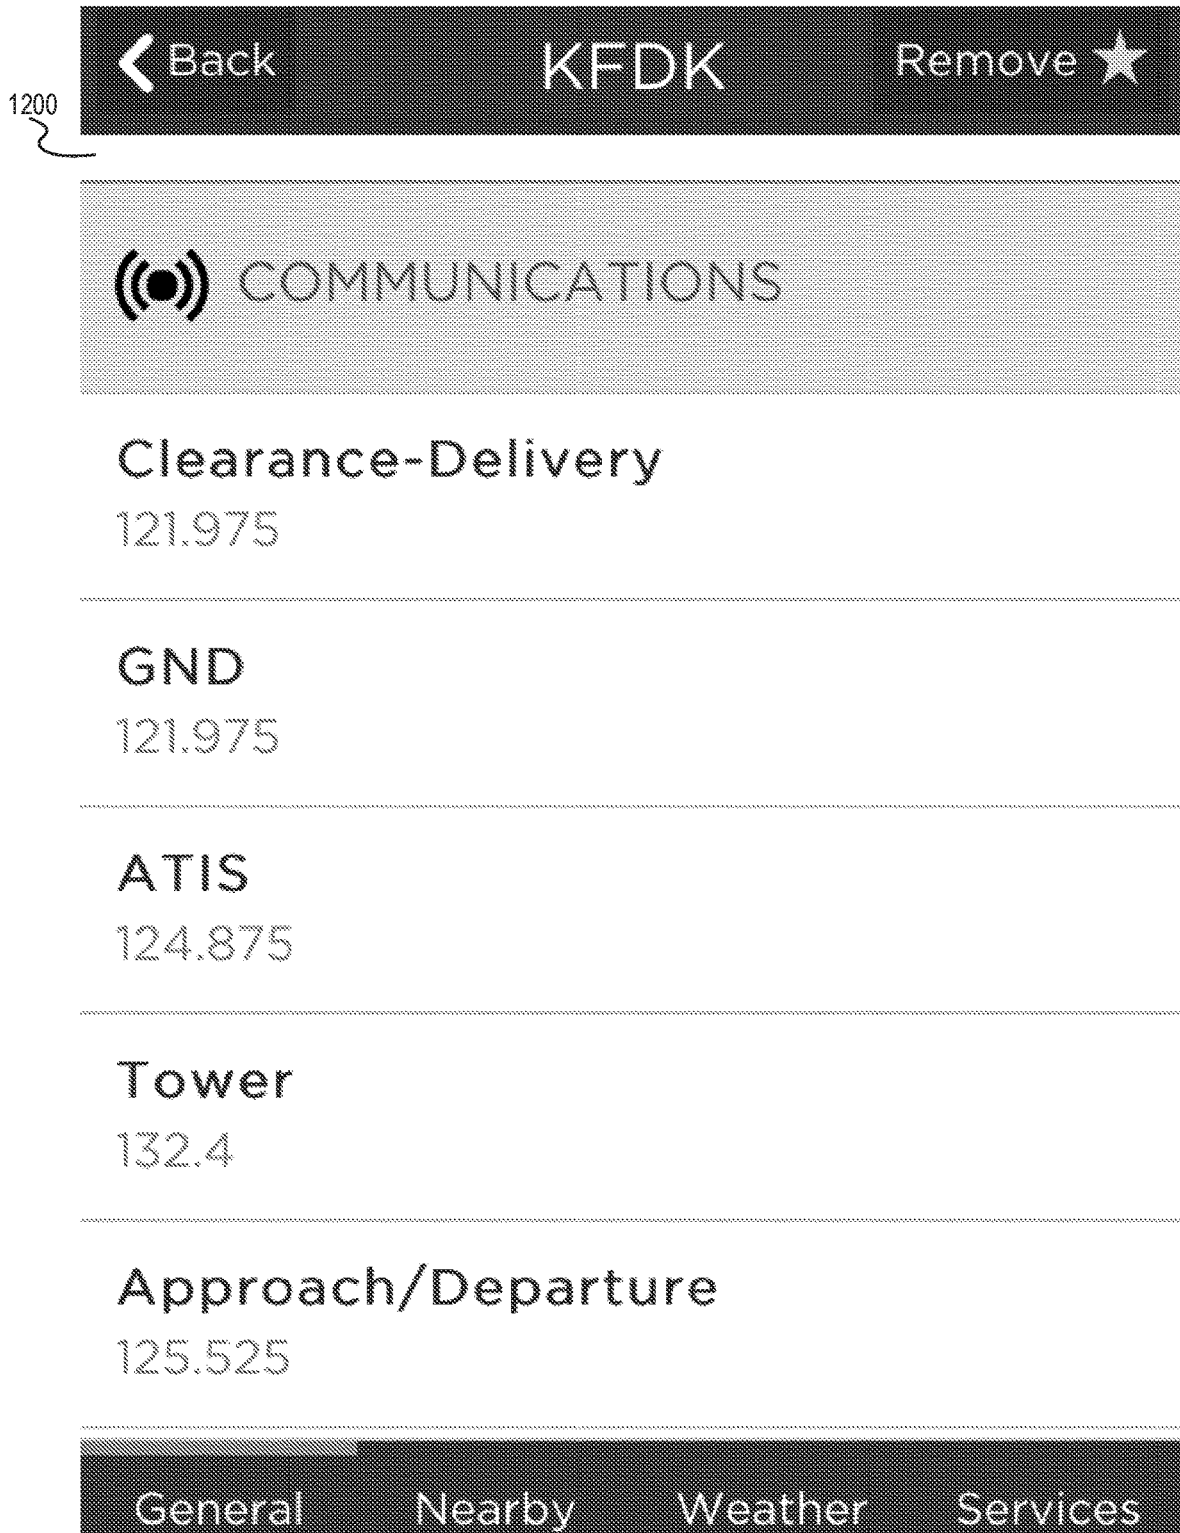 Back KFDK Remove
1200
COMMUNICATIONS
Clearance-Delivery
121.975
GND
121.975
ATIS
124.875
Tower
132.4
Approach/Departure
125.525
General Nearby Weather Services